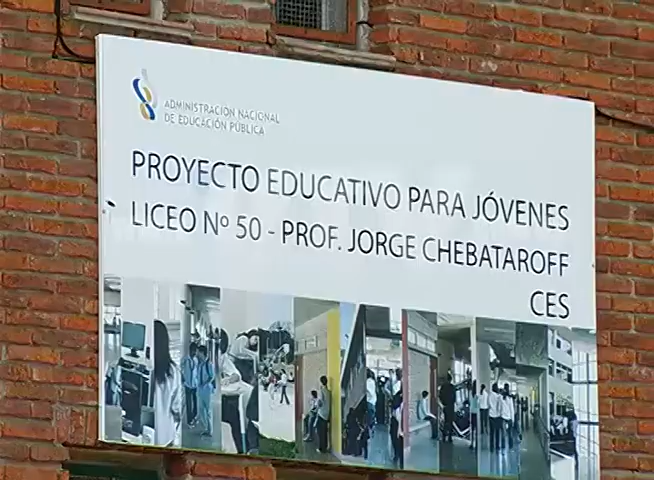 ADMINISTRACIÓN NACIONAL
DE EDUCACIÓN PÚBLICA
PROYECTO EDUCATIVO PARA JÓVENES
LICEO Nº 50 - PROF. JORGE CHEBATAROFF
CES